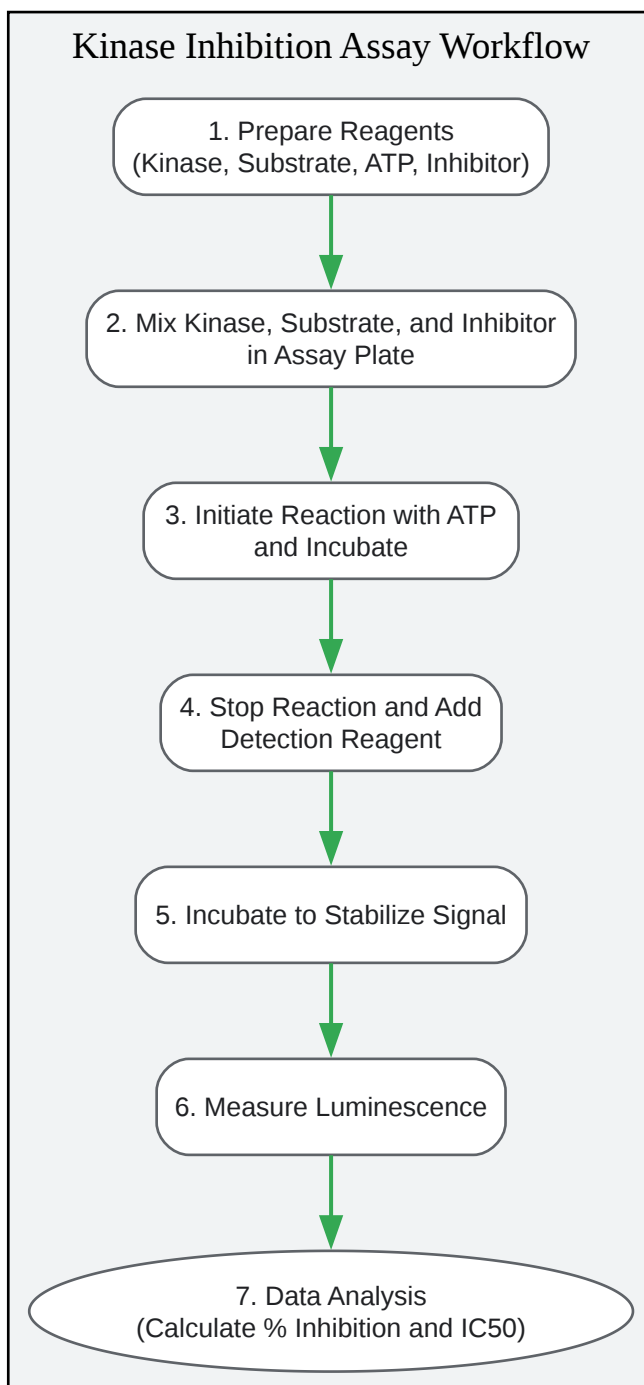 Kinase Inhibition Assay Workflow
1. Prepare Reagents
(Kinase, Substrate, ATP, Inhibitor)
2. Mix Kinase, Substrate, and Inhibitor
in Assay Plate
3. Initiate Reaction with ATP
and Incubate
4. Stop Reaction and Add
Detection Reagent
5. Incubate to Stabilize Signal
6. Measure Luminescence
7. Data Analysis
(Calculate % Inhibition and IC50)